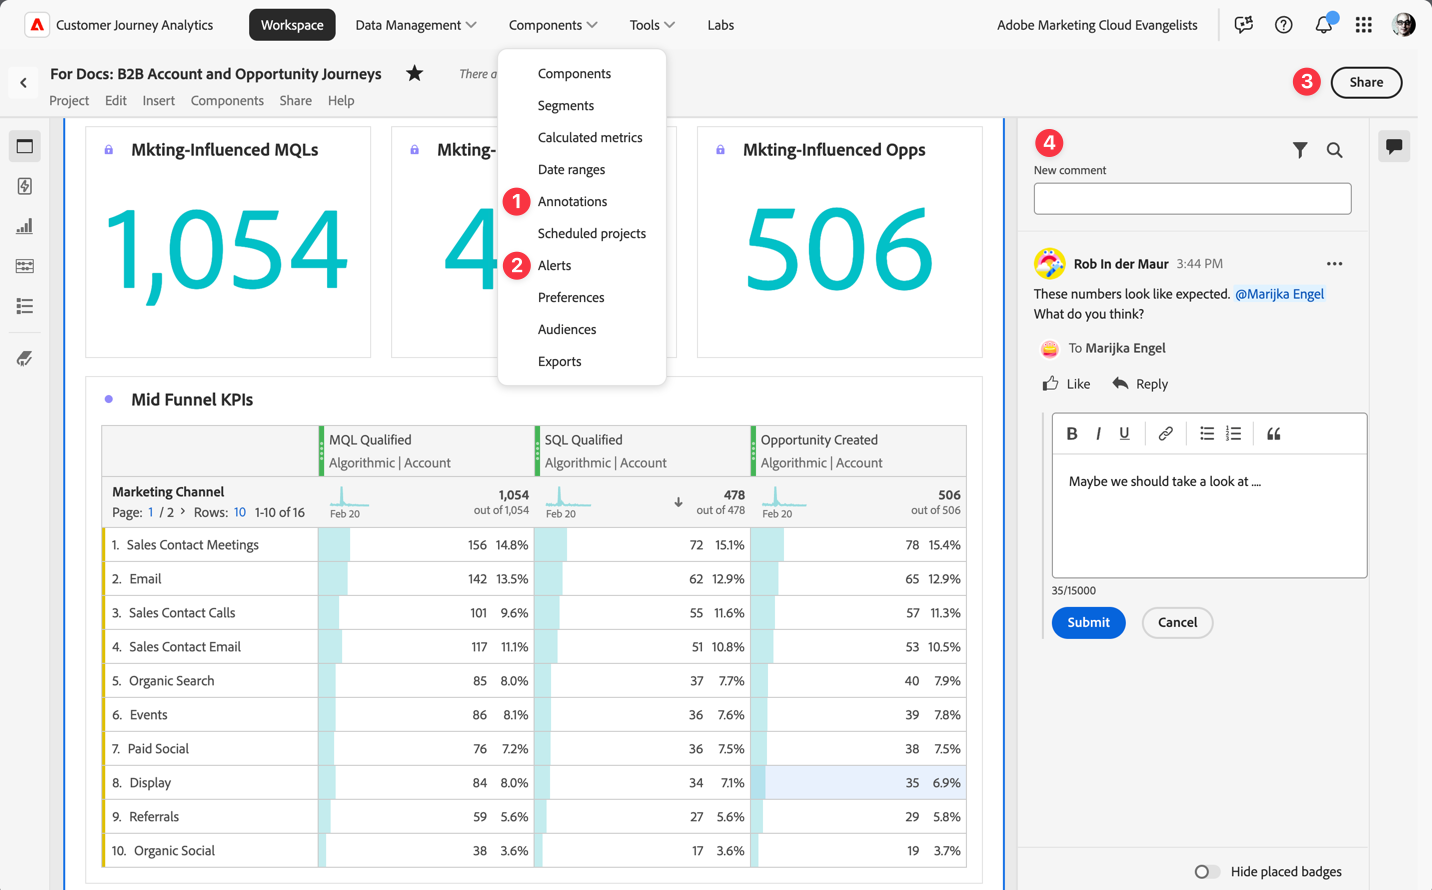 Customer Journey Analytics
Workspace
Data Management
Components
Tools
Labs
Adobe Marketing Cloud Evangelists
For Docs: B2B Account and Opportunity Journeys
There a
3
Share
Project Edit Insert Components Share Help
Components
Segments
Calculated metrics
Date ranges
1 Annotations
Scheduled projects
2 Alerts
Preferences
Audiences
Exports
Mkting-Influenced MQLs
1,054
Mkting-
4
Mkting-Influenced Opps
506
Mid Funnel KPIs
MQL Qualified
Algorithmic | Account
SQL Qualified
Algorithmic | Account
Opportunity Created
Algorithmic | Account
Marketing Channel
Page: 1 / 2 > Rows: 10 1-10 of 16
Feb 20
1,054
out of 1,054
Feb 20
478
out of 478
Feb 20
506
out of 506
1. Sales Contact Meetings 156 14.8% 72 15.1% 78 15.4%
2. Email 142 13.5% 62 12.9% 65 12.9%
3. Sales Contact Calls 101 9.6% 55 11.6% 57 11.3%
4. Sales Contact Email 117 11.1% 51 10.8% 53 10.5%
5. Organic Search 85 8.0% 37 7.7% 40 7.9%
6. Events 86 8.1% 36 7.6% 39 7.8%
7. Paid Social 76 7.2% 36 7.5% 38 7.5%
8. Display 84 8.0% 34 7.1% 35 6.9%
9. Referrals 59 5.6% 27 5.6% 29 5.8%
10. Organic Social 38 3.6% 17 3.6% 19 3.7%
4
New comment
Rob In der Maur 3:44 PM
These numbers look like expected. @Marijka Engel
What do you think?
To Marijka Engel
Like
Reply
B I U
Maybe we should take a look at ....
35/15000
Submit
Cancel
Hide placed badges